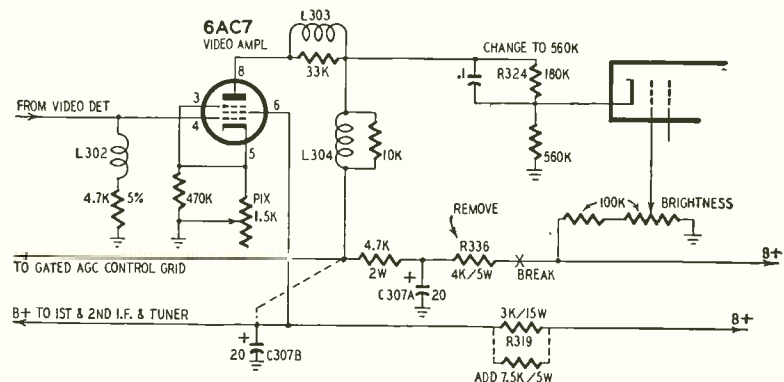 L303
6AC7
VIDEO AMPL
33K
CHANGE TO 560K
8
.1
R324
180K
3
6
4
FROM VIDEO DET
5
L302
L304
10K
560K
4.7K
5%
470K
PIX
1.5K
REMOVE
100K
BRIGHTNESS
4.7K
2W
R336
4K/5W
BREAK
B+
TO GATED AGC CONTROL GRID
+
C307A
20
B+ TO 1ST & 2ND I.F. & TUNER
3K/15W
B+
+
20
C307B
R319
ADD 7.5K/5W